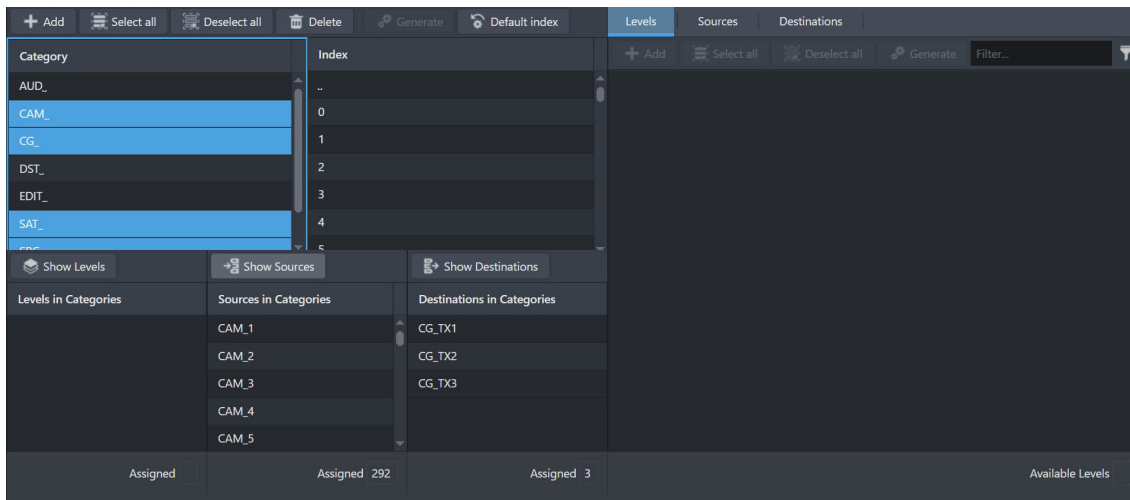 Add Select all Deselect all Delete Generate Default index
Category
AUD_
CAM_
CG_
DST_
EDIT_
SAT_
Index
..
0
1
2
3
4
5
Show Levels
Levels in Categories
Assigned
Show Sources
Sources in Categories
CAM_1
CAM_2
CAM_3
CAM_4
CAM_5
Assigned 292
Show Destinations
Destinations in Categories
CG_TX1
CG_TX2
CG_TX3
Assigned 3
Levels Sources Destinations
Add Select all Deselect all Generate Filter...
Available Levels